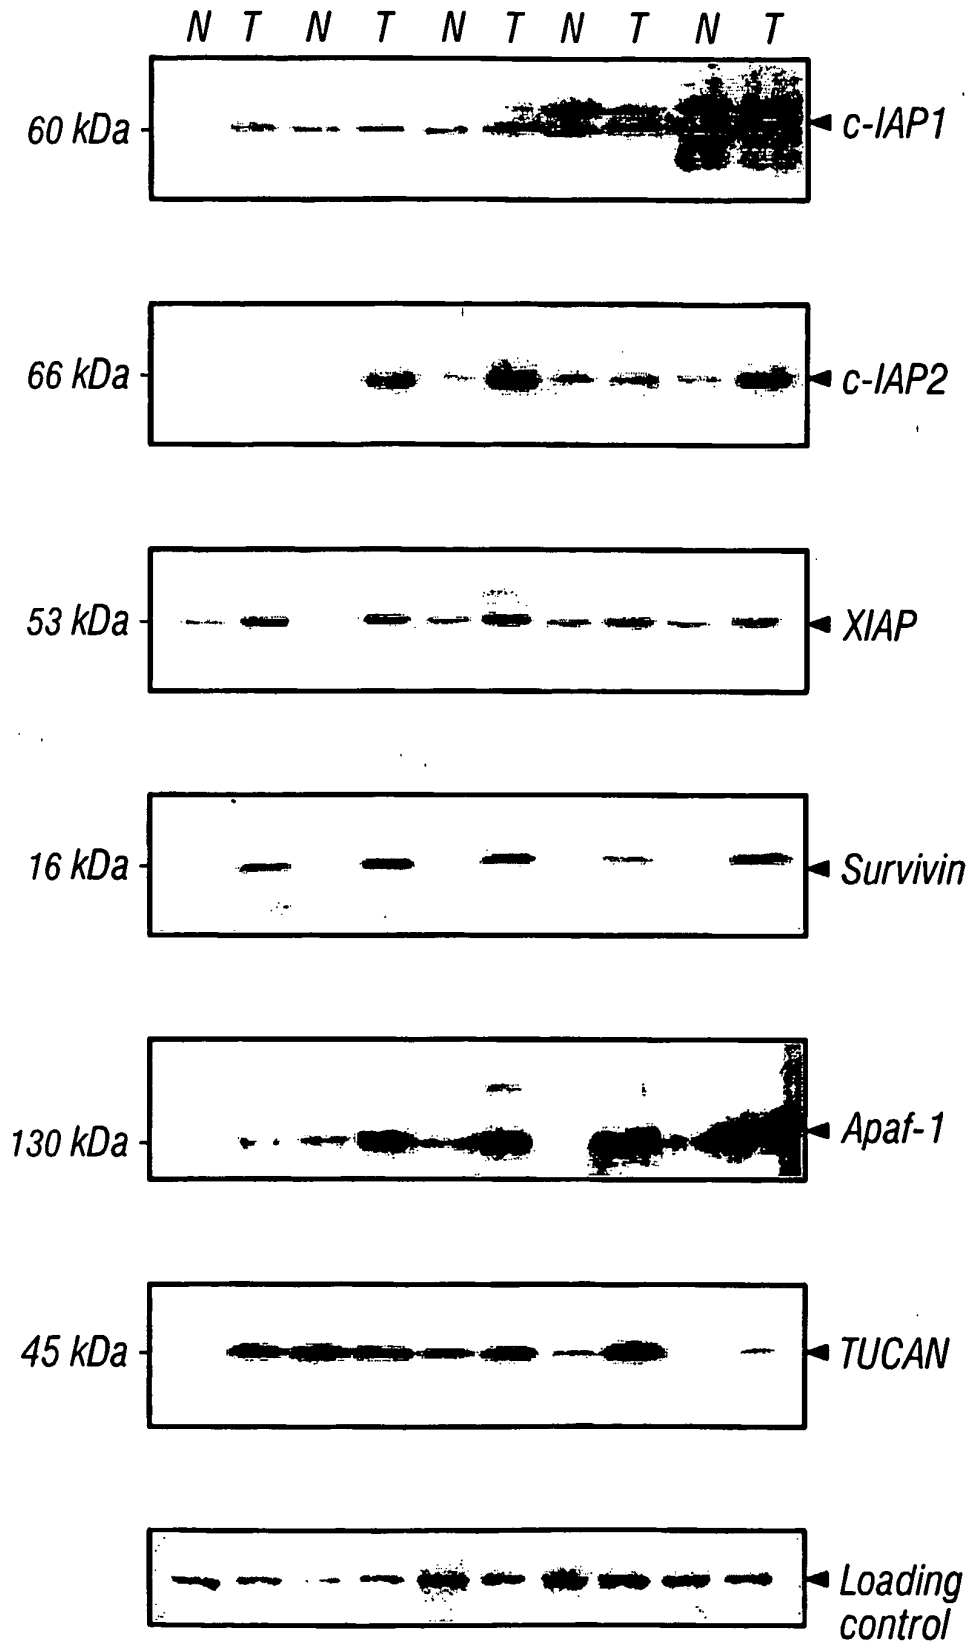 N T N T N T N T N T
60 kDa c-IAP1
66 kDa c-IAP2
53 kDa XIAP
16 kDa Survivin
130 kDa Apaf-1
45 kDa TUCAN
Loading
control